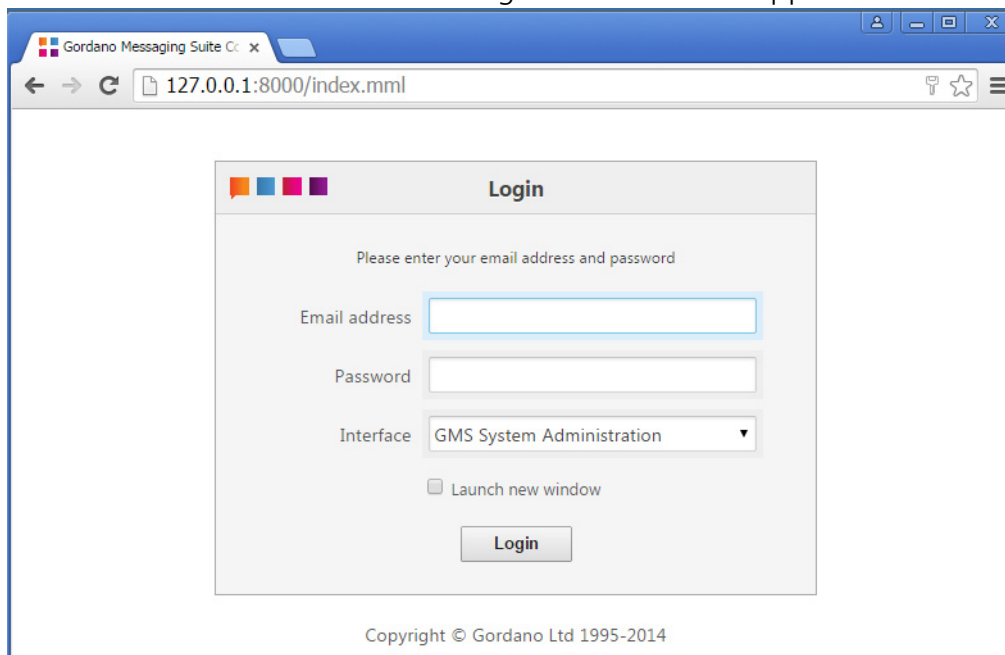 Gordano Messaging Suite Co
127.0.0.1:8000/index.mml
Login
Please enter your email address and password
Email address
Password
Interface GMS System Administration
Launch new window
Login
Copyright © Gordano Ltd 1995-2014